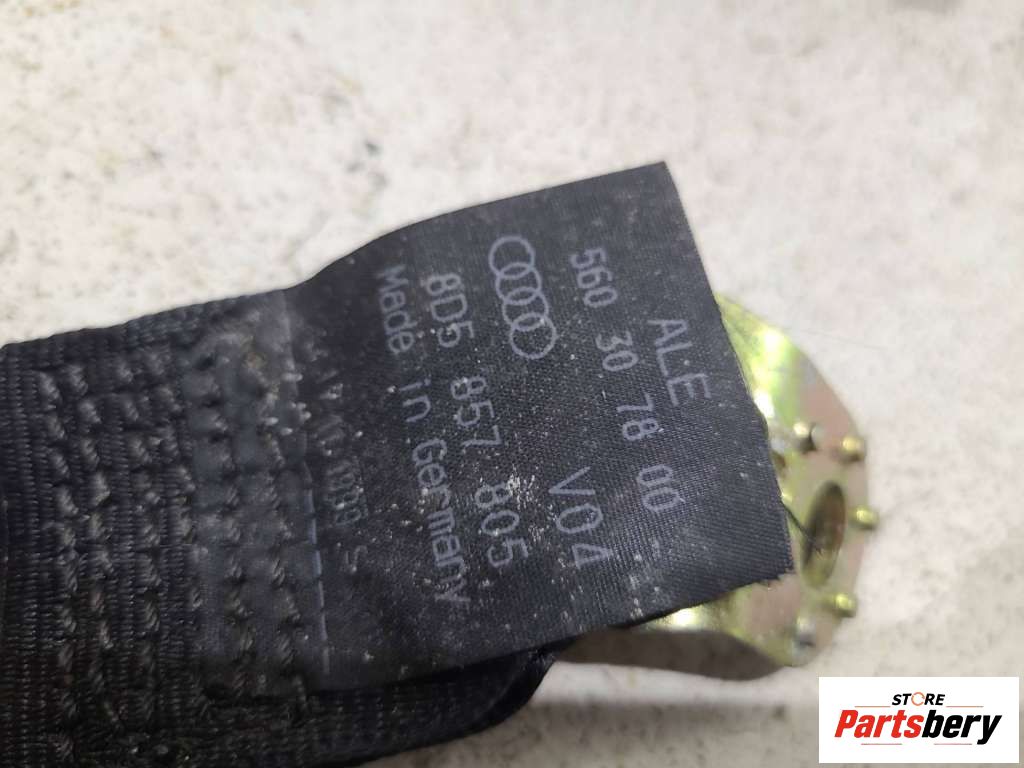 ALE
560 30 78 00
V04
8D5 857 805
Made in Germany
STORE
Partsbery